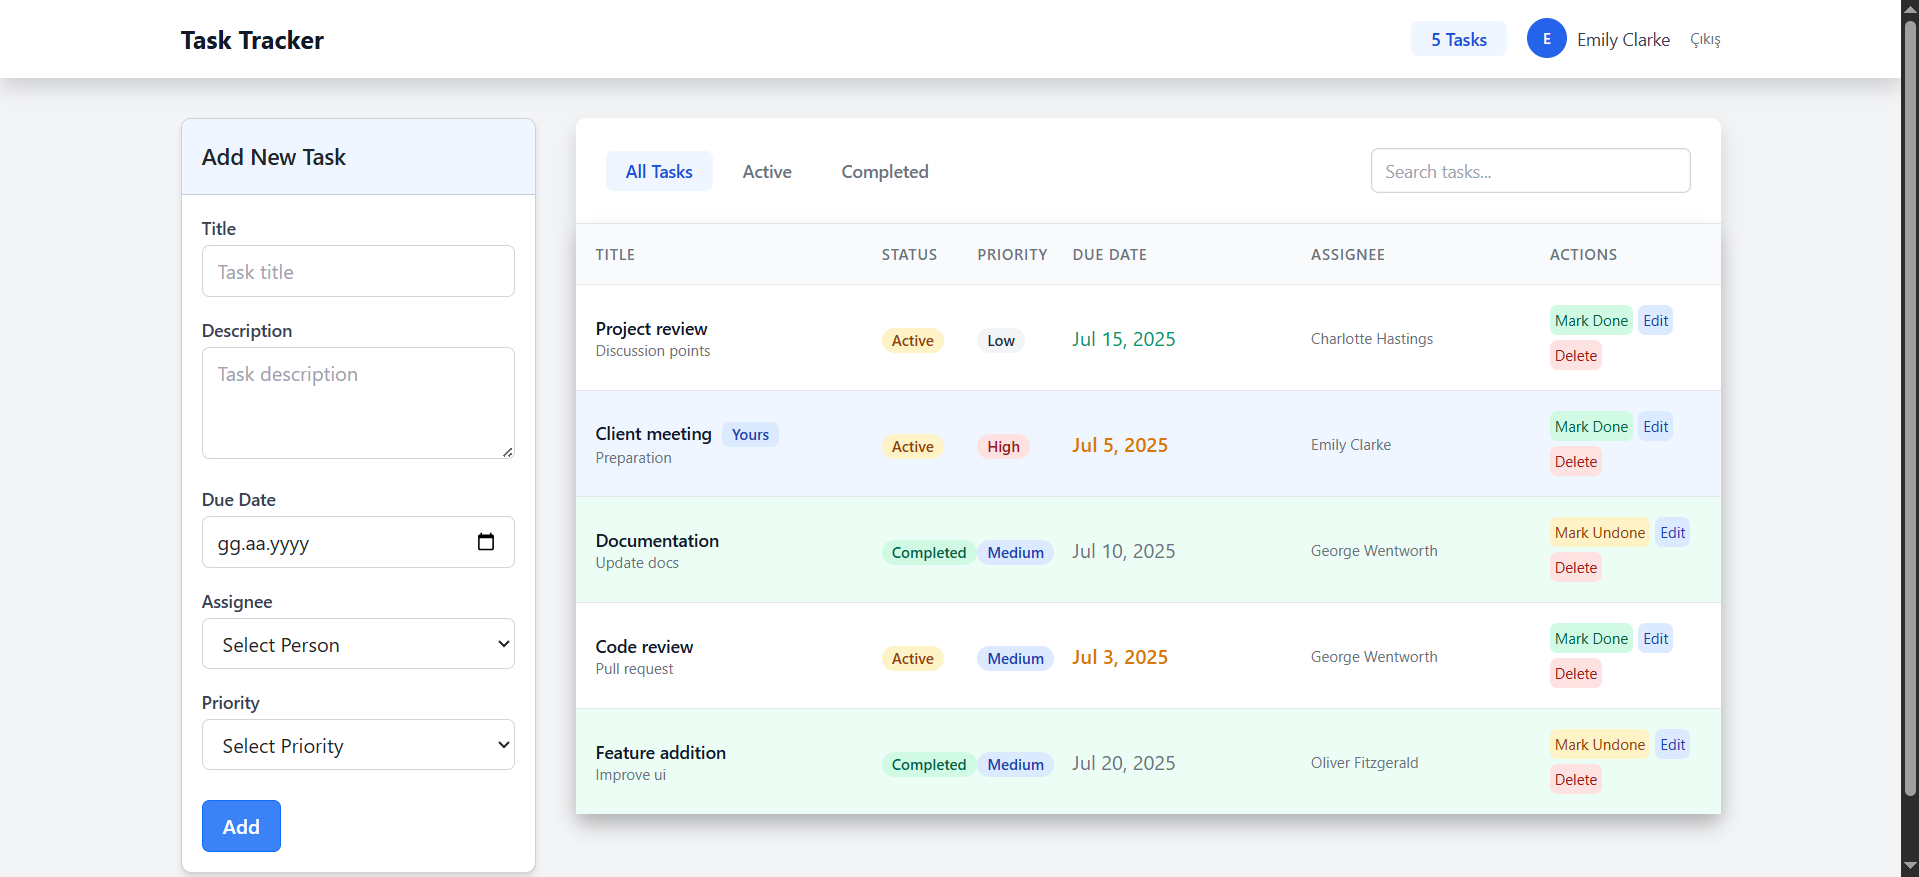 Task Tracker
5 Tasks
E
Emily Clarke
Çıkış
Add New Task
Title
Task title
Description
Task description
Due Date
gg.aa.yyyy
Assignee
Select Person
Priority
Select Priority
Add
All Tasks Active Completed
Search tasks...
TITLE STATUS PRIORITY DUE DATE ASSIGNEE ACTIONS
Project review
Discussion points
Active Low Jul 15, 2025 Charlotte Hastings
Mark Done Edit
Delete
Client meeting Yours
Preparation
Active High Jul 5, 2025 Emily Clarke
Mark Done Edit
Delete
Documentation
Update docs
Completed Medium Jul 10, 2025 George Wentworth
Mark Undone Edit
Delete
Code review
Pull request
Active Medium Jul 3, 2025 George Wentworth
Mark Done Edit
Delete
Feature addition
Improve ui
Completed Medium Jul 20, 2025 Oliver Fitzgerald
Mark Undone Edit
Delete